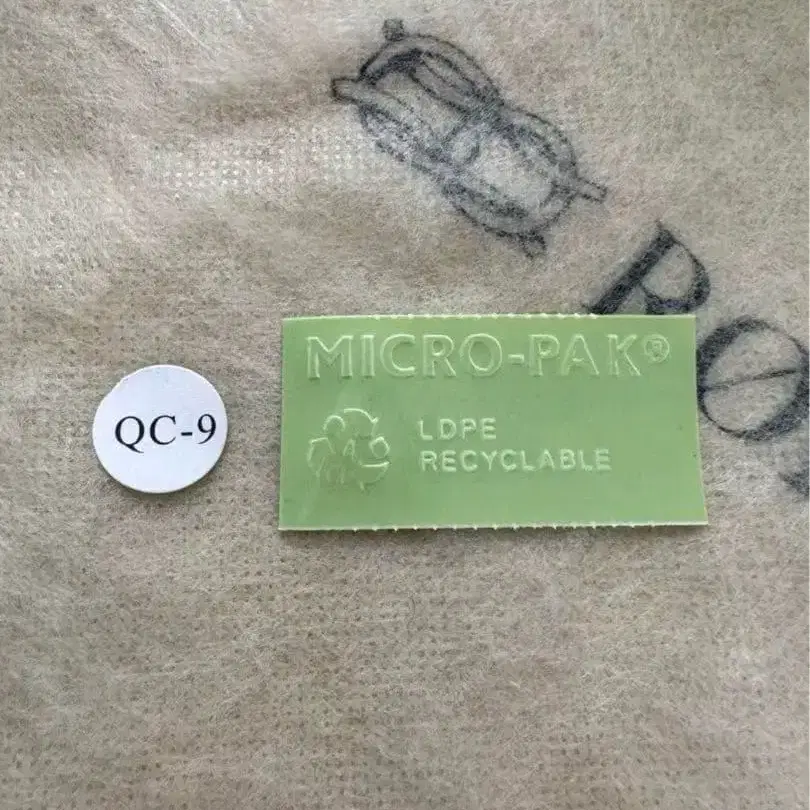 QC-9
MICRO-PAK®
LDPE
RECYCLABLE